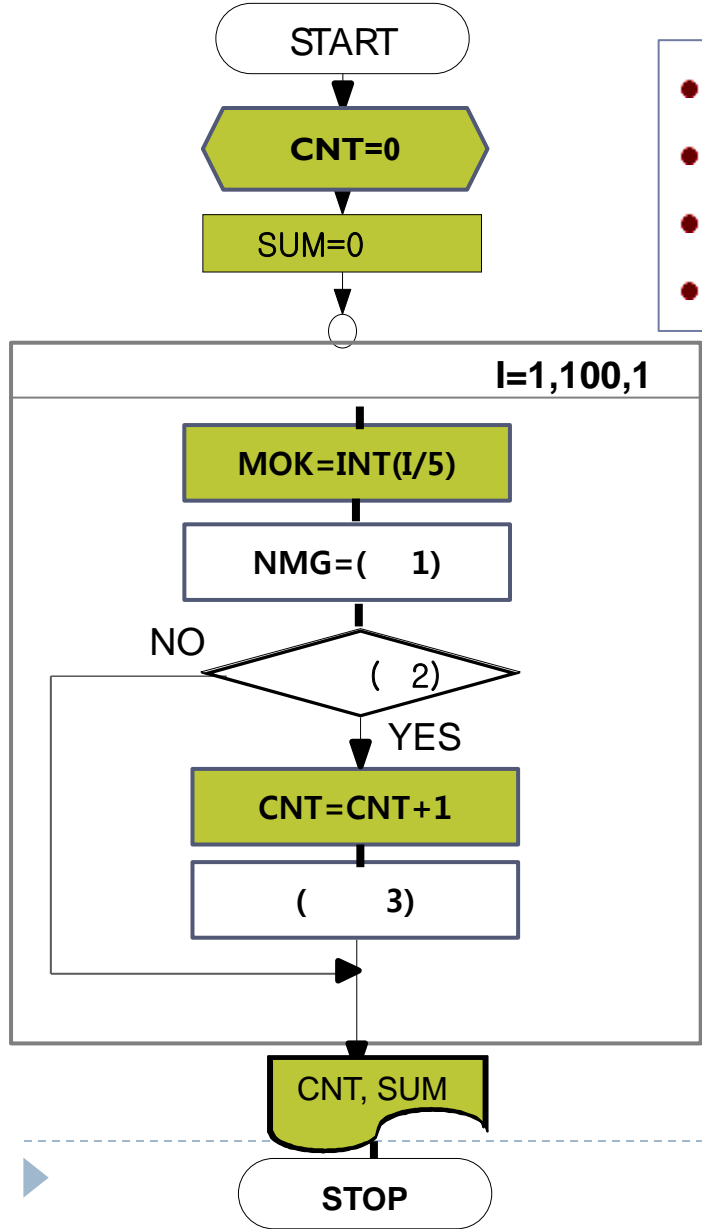 START
CNT=0
SUM=0
I=1,100,1
MOK=INT(I/5)
NMG=( 1)
NO
( 2)
YES
CNT=CNT+1
( 3)
CNT, SUM
STOP